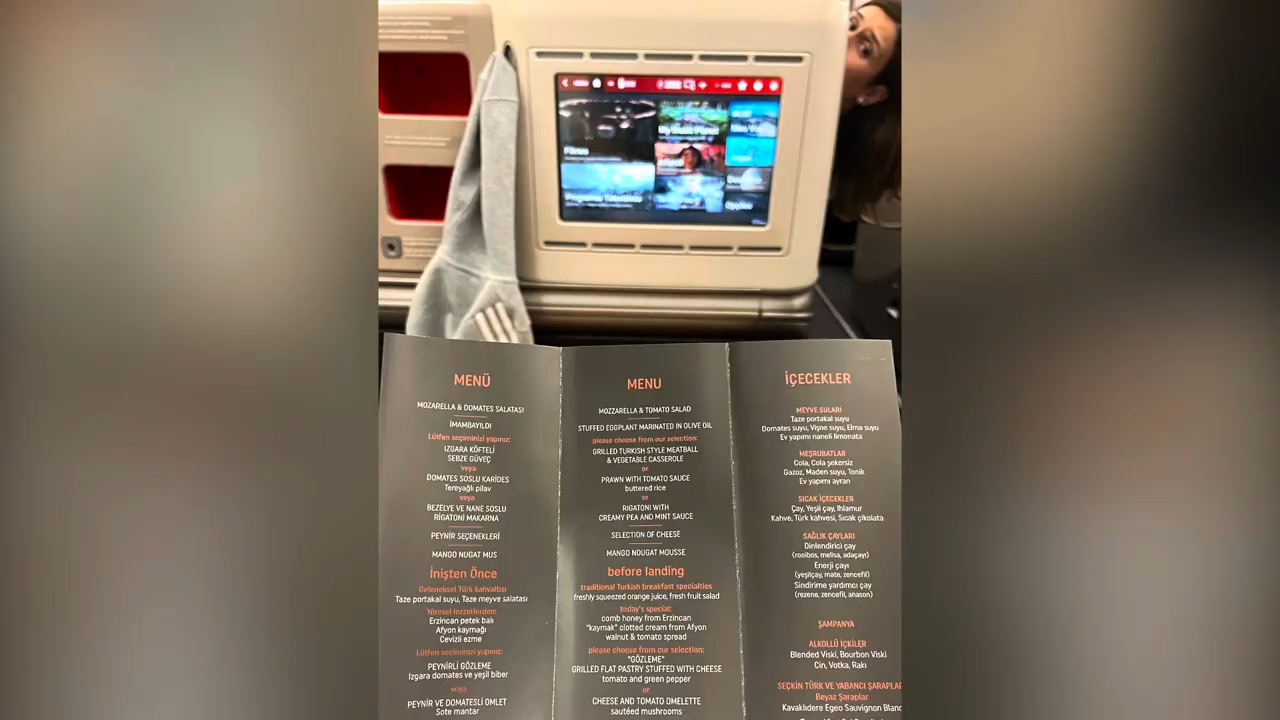 Filmes
MENÜ
MOZARELLA & DOMATES SALATASI
İMAMBAYILDI
Lütfen seçiminizi yapınız:
IZGARA KÖFTELİ
SEBZE GÜVEÇ
veya
DOMATES SOSLU KARİDES
Tereyağlı pilav
veya
BEZELYE VE NANE SOSLU
RİGATONİ MAKARNA
PEYNİR SEÇENEKLERİ
MANGO NUGAT MUS
İnişten Önce
Geleneksel Türk kahvaltısı
Taze portakal suyu, Taze meyve salatası
Yöresel lezzetlerden:
Erzincan petek balı
Afyon kaymağı
Cevizli ezme
Lütfen seçiminizi yapınız:
PEYNİRLİ GÖZLEME
Izgara domates ve yeşil biber
veya
PEYNİR VE DOMATESLİ OMLET
Sote mantar
MENU
MOZZARELLA & TOMATO SALAD
STUFFED EGGPLANT MARINATED IN OLIVE OIL
please choose from our selection:
GRILLED TURKISH STYLE MEATBALL
& VEGETABLE CASSEROLE
or
PRAWN WITH TOMATO SAUCE
buttered rice
or
RIGATONI WITH
CREAMY PEA AND MINT SAUCE
SELECTION OF CHEESE
MANGO NOUGAT MOUSSE
before landing
traditional Turkish breakfast specialties
freshly squeezed orange juice, fresh fruit salad
today's special:
comb honey from Erzincan
"kaymak" clotted cream from Afyon
walnut & tomato spread
please choose from our selection:
"GÖZLEME"
GRILLED FLAT PASTRY STUFFED WITH CHEESE
tomato and green pepper
or
CHEESE AND TOMATO OMELETTE
sautéed mushrooms
İÇECEKLER
MEYVE SULARI
Taze portakal suyu
Domates suyu, Vişne suyu, Elma suyu
Ev yapımı naneli limonata
MEŞRUBATLAR
Cola, Cola şekersiz
Gazoz, Maden suyu, Tonik
Ev yapımı ayran
SICAK İÇECEKLER
Çay, Yeşil çay, Ihlamur
Kahve, Türk kahvesi, Sıcak çikolata
SAĞLIK ÇAYLARI
Dinlendirici çay
(rooibos, melisa, adaçayı)
Enerji çayı
(yeşilçay, mate, zencefil)
Sindirime yardımcı çay
(rezene, zencefil, anason)
ŞAMPANYA
ALKOLLÜ İÇKİLER
Blended Viski, Bourbon Viski
Cin, Votka, Rakı
SEÇKİN TÜRK VE YABANCI ŞARAPLAR
Beyaz Şaraplar
Kavaklıdere Egeo Sauvignon Blanc